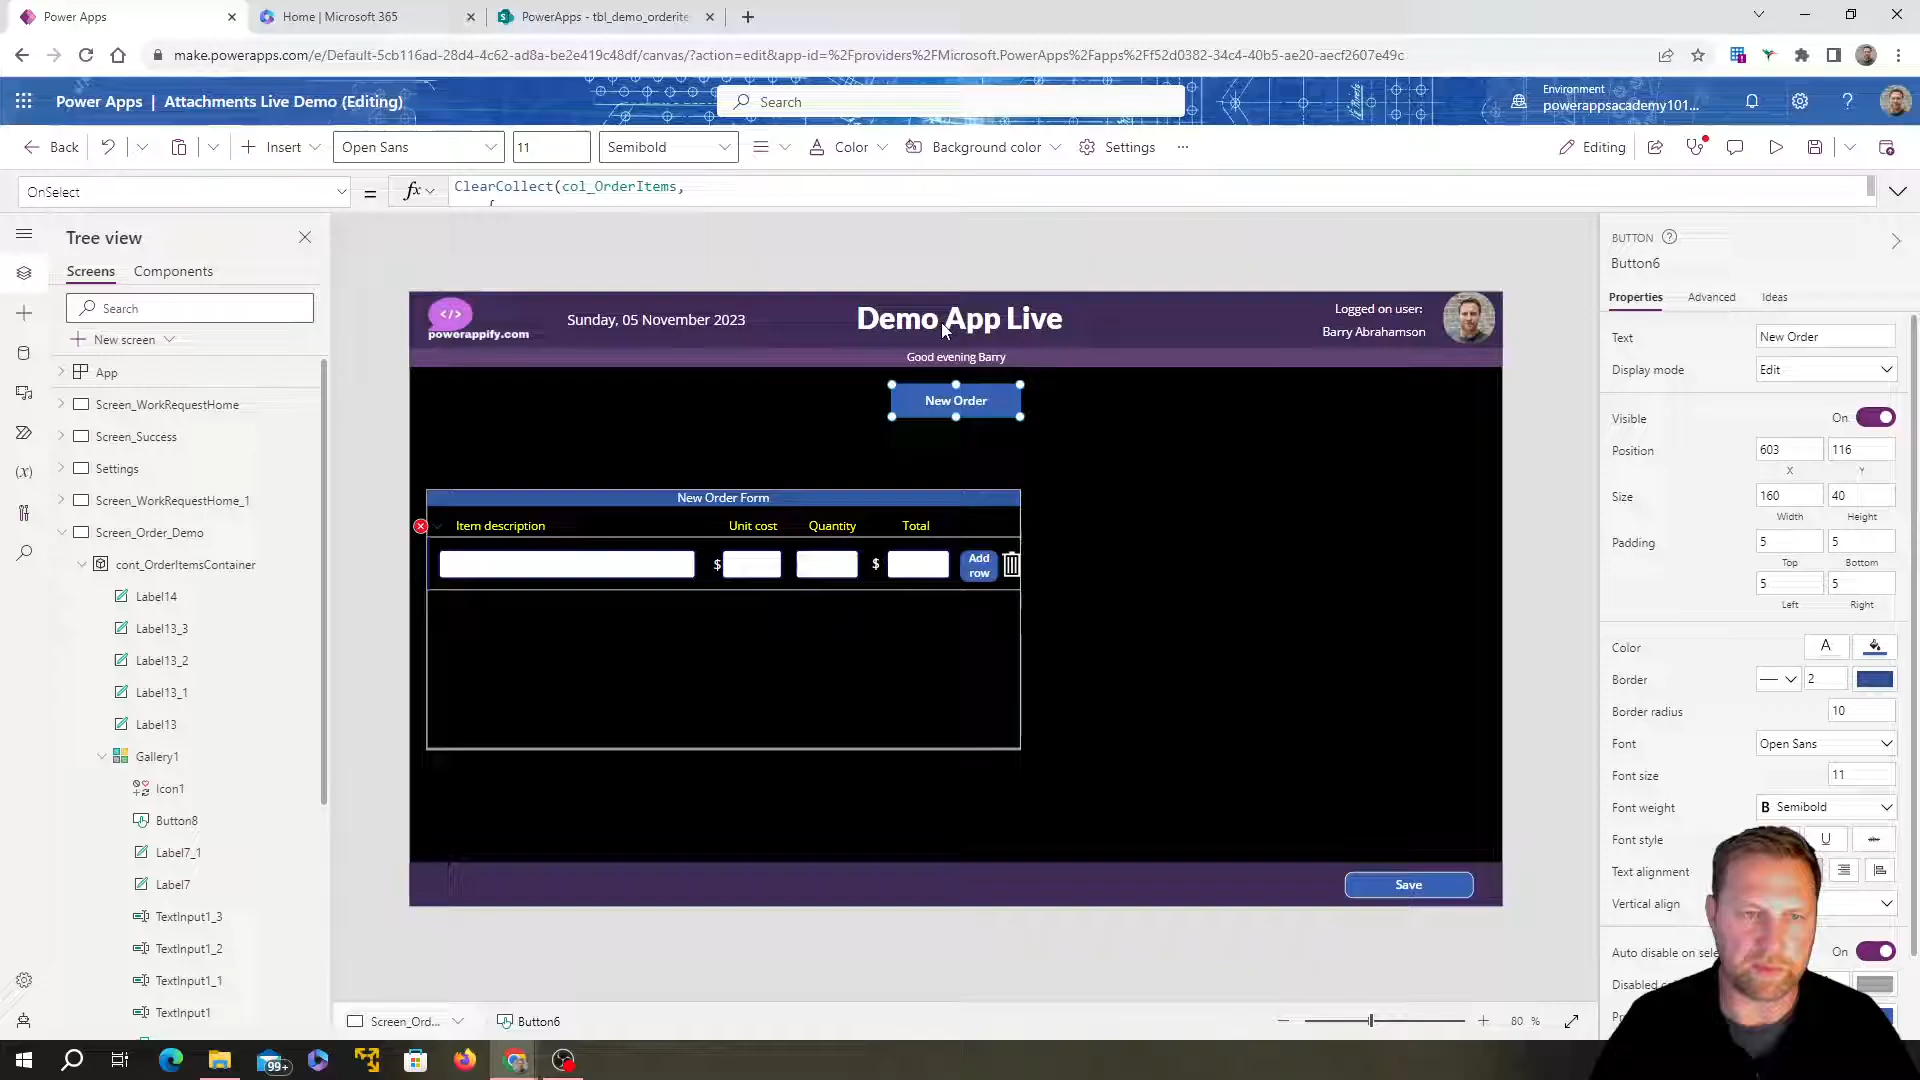 Power Apps
Home | Microsoft 365
PowerApps - tbl_demo_orderite
make.powerapps.com/e/Default-5cb116ad-28d4-4c62-ad8a-be2e419c48df/canvas/?action=edit&app-id=%2Fproviders%2FMicrosoft.PowerApps%2Fapps%2Ff52d0382-34c4-40b5-ae20-aecf2607e49c
Power Apps | Attachments Live Demo (Editing)
Search
Environment
powerappsacademy101...
Back
Insert
Open Sans
11
Semibold
Color
Background color
Settings
Editing
OnSelect
=
fx
ClearCollect(col_OrderItems,
{
Tree view
Screens
Components
Search
New screen
App
Screen_WorkRequestHome
Screen_Success
Settings
Screen_WorkRequestHome_1
Screen_Order_Demo
cont_OrderItemsContainer
Label14
Label13_3
Label13_2
Label13_1
Label13
Gallery1
Icon1
Button8
Label7_1
Label7
TextInput1_3
TextInput1_2
TextInput1_1
TextInput1
</>
powerappify.com
Sunday, 05 November 2023
Demo App Live
Logged on user:
Barry Abrahamson
Good evening Barry
New Order
New Order Form
Item description
Unit cost
Quantity
Total
$
$
Add
row
Save
BUTTON
Button6
Properties
Advanced
Ideas
Text
New Order
Display mode
Edit
Visible
On
Position
603
116
X
Y
Size
160
40
Width
Height
Padding
5
5
Top
Bottom
5
5
Left
Right
Color
A
Border
2
Border radius
10
Font
Open Sans
Font size
11
Font weight
B Semibold
Font style
U
Text alignment
Vertical align
Auto disable on sele
On
Disabled
Screen_Ord...
Button6
80 %
99+